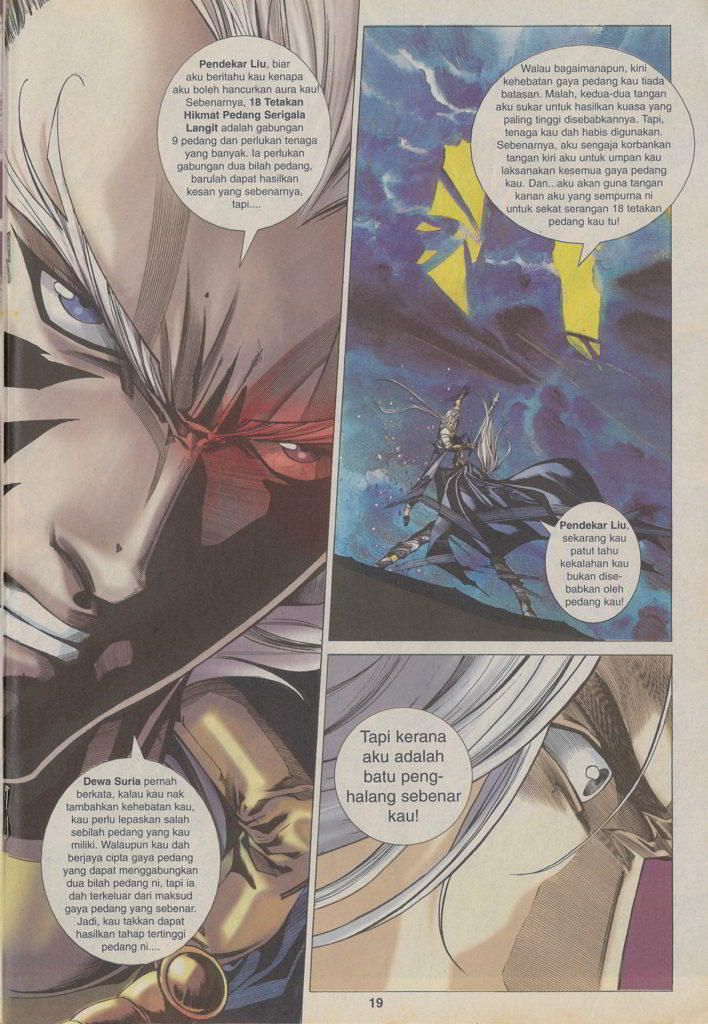 Pendekar Liu, biar
aku beritahu kau kenapa
aku boleh hancurkan aura kau!
Sebenarnya, 18 Tetakan
Hikmat Pedang Serigala
Langit adalah gabungan
9 pedang dan perlukan tenaga
yang banyak. Ia perlukan
gabungan dua bilah pedang,
barulah dapat hasilkan
kesan yang sebenarnya,
tapi....
Dewa Suria pernah
berkata, kalau kau nak
tambahkan kehebatan kau,
kau perlu lepaskan salah
sebilah pedang yang kau
miliki. Walaupun kau dah
berjaya cipta gaya pedang
yang dapat menggabungkan
dua bilah pedang ni, tapi ia
dah terkeluar dari maksud
gaya pedang yang sebenar.
Jadi, kau takkan dapat
hasilkan tahap tertinggi
pedang ni....
Walau bagaimanapun, kini
kehebatan gaya pedang kau tiada
batasan. Malah, kedua-dua tangan
aku sukar untuk hasilkan kuasa yang
paling tinggi disebabkannya. Tapi,
tenaga kau dah habis digunakan.
Sebenarnya, aku sengaja korbankan
tangan kiri aku untuk umpan kau
laksanakan kesemua gaya pedang
kau. Dan...aku akan guna tangan
kanan aku yang sempurna ni
untuk sekat serangan 18 tetakan
pedang kau tu!
Pendekar Liu,
sekarang kau
patut tahu
kekalahan kau
bukan dise-
babkan oleh
pedang kau!
Tapi kerana
aku adalah
batu peng-
halang sebenar
kau!
19